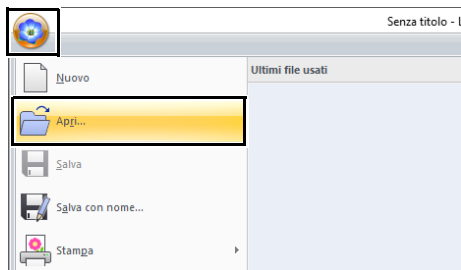 Senza titolo - L
Nuovo
Ultimi file usati
Apri...
Salva
Salva con nome...
Stampa